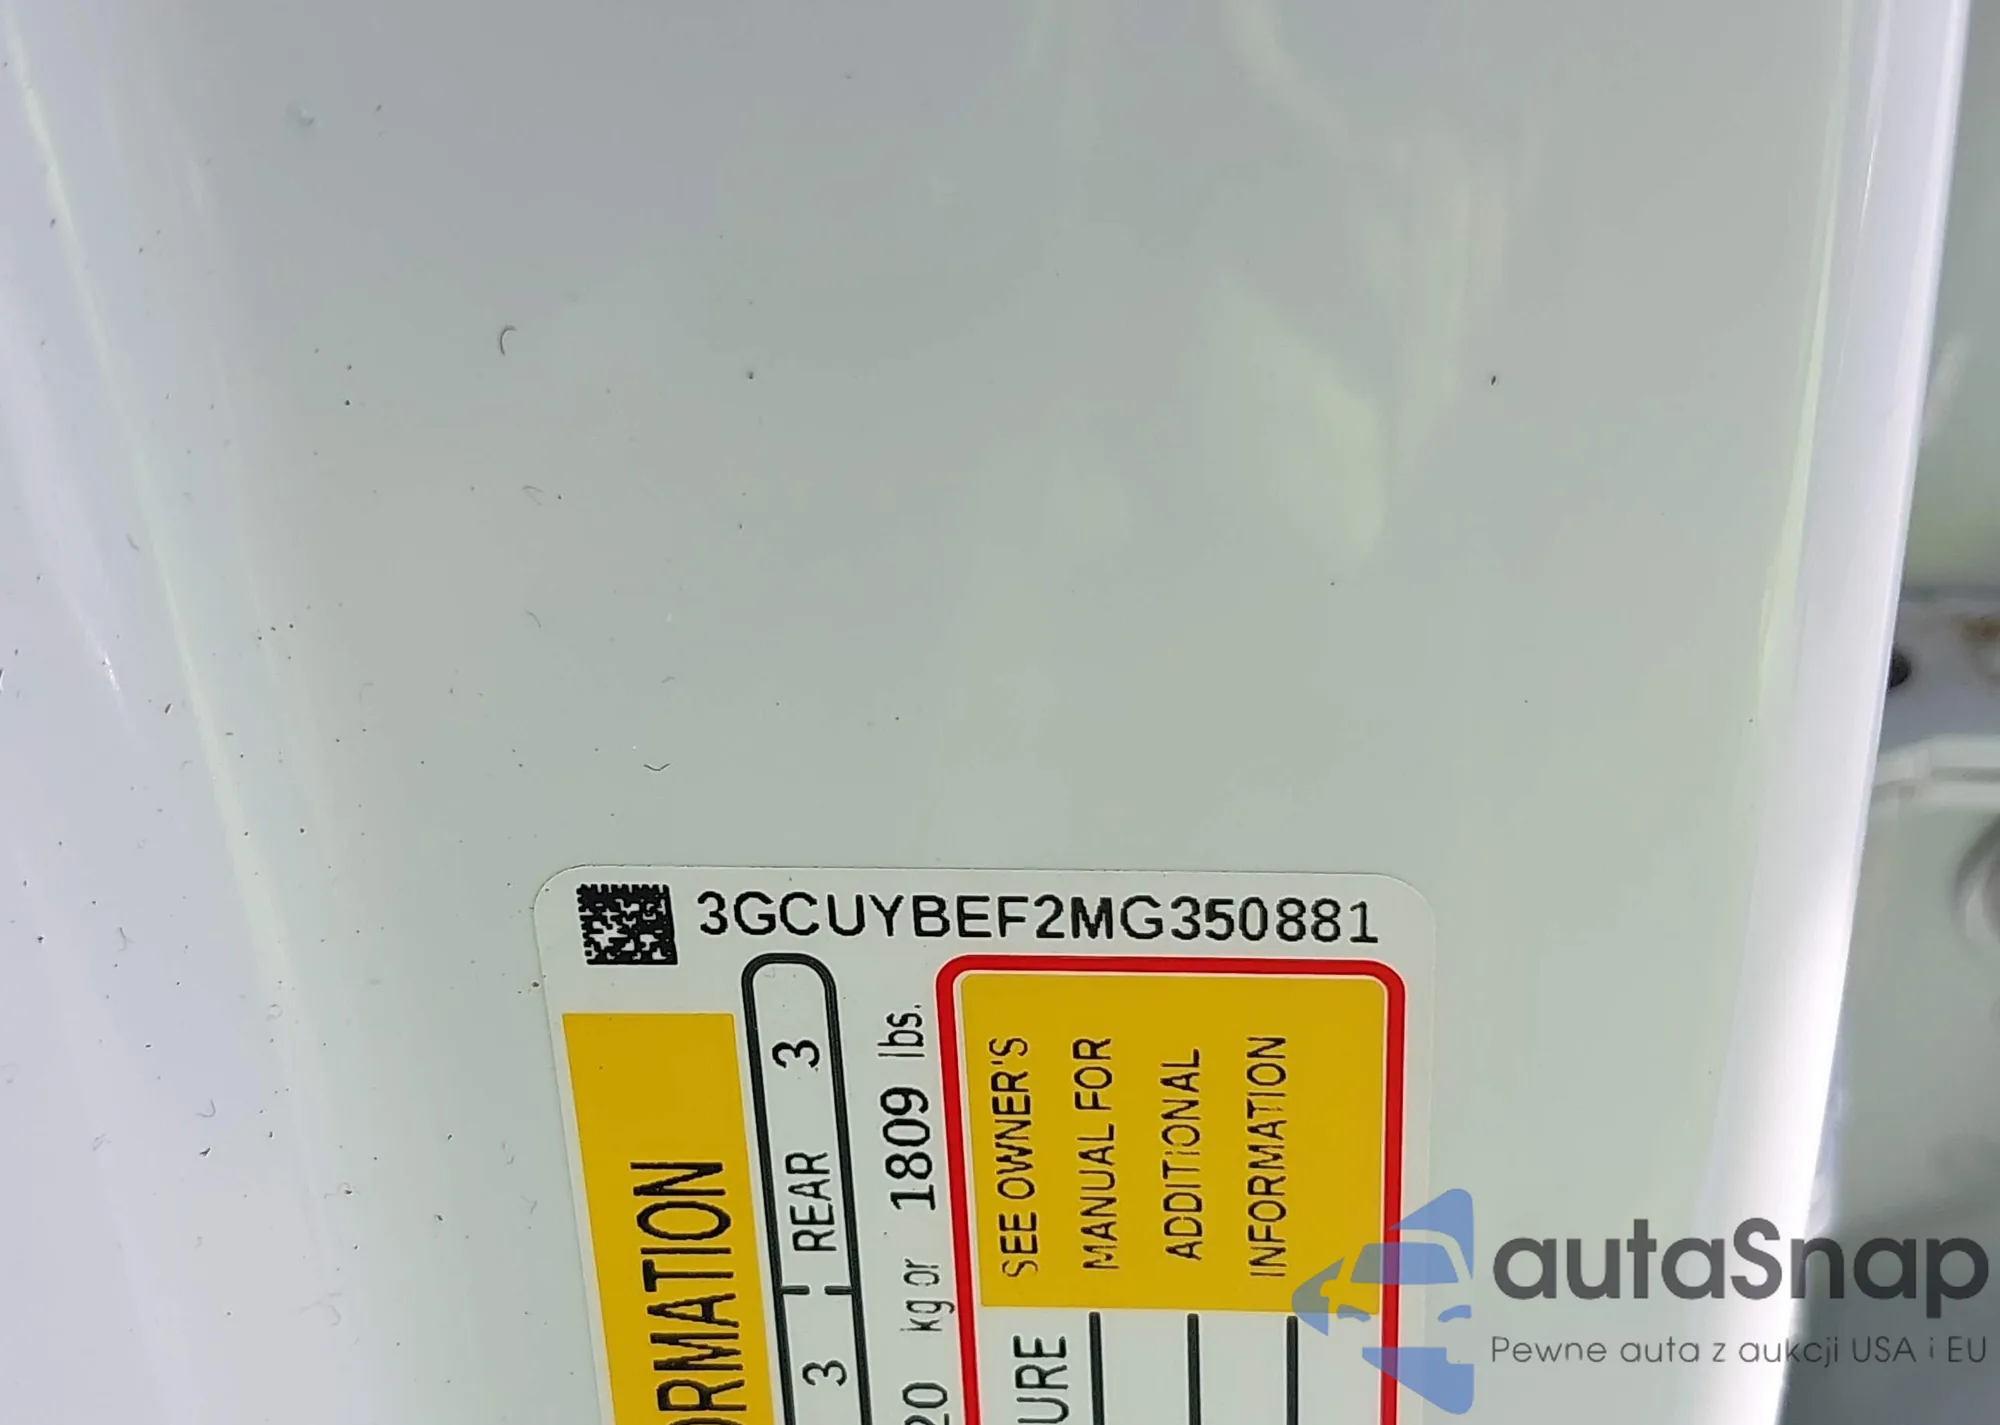 3GCUYBEF2MG350881
ORMATION
3 REAR 3
20 kg or 1809 lbs.
SEE OWNER'S
MANUAL FOR
ADDITIONAL
INFORMATION
URE
autaSnap
Pewne auta z aukcji USA i EU